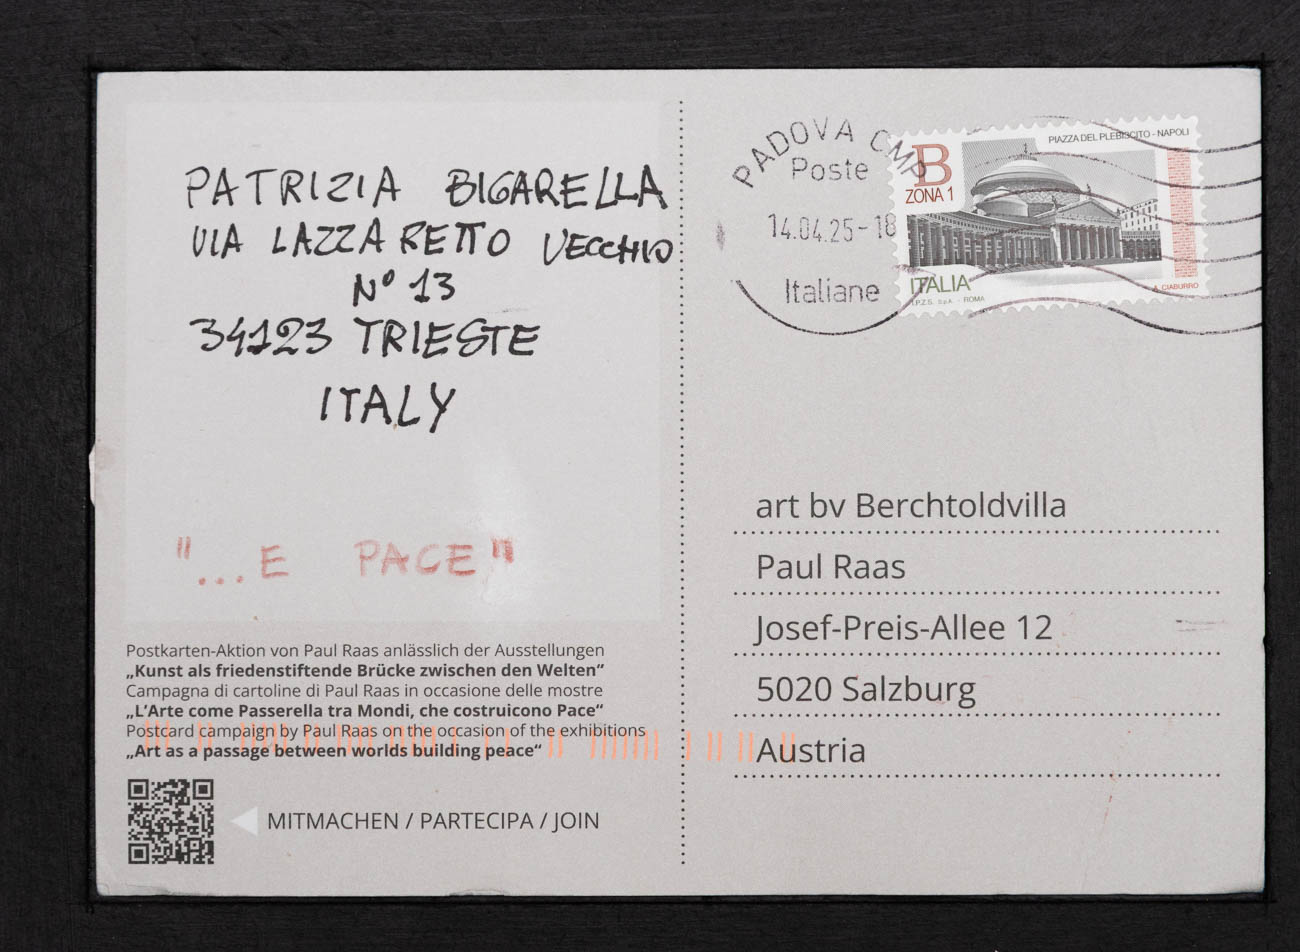 PATRIZIA BIGARELLA
VIA LAZZARETTO VECCHIO
N° 13
34123 TRIESTE
ITALY
"... E PACE"
Postkarten-Aktion von Paul Raas anlässlich der Ausstellungen
„Kunst als friedenstiftende Brücke zwischen den Welten“
Campagna di cartoline di Paul Raas in occasione delle mostre
„L’Arte come Passerella tra Mondi, che costruicono Pace“
Postcard campaign by Paul Raas on the occasion of the exhibitions
„Art as a passage between worlds building peace“
MITMACHEN / PARTECIPA / JOIN
PADOVA CMP
Poste
14.04.25-18
Italiane
PIAZZA DEL PLEBISCITO - NAPOLI
B
ZONA 1
ITALIA
I.P.Z.S. S.p.A. - ROMA
A. CIABURRO
art bv Berchtoldvilla
Paul Raas
Josef-Preis-Allee 12
5020 Salzburg
Austria